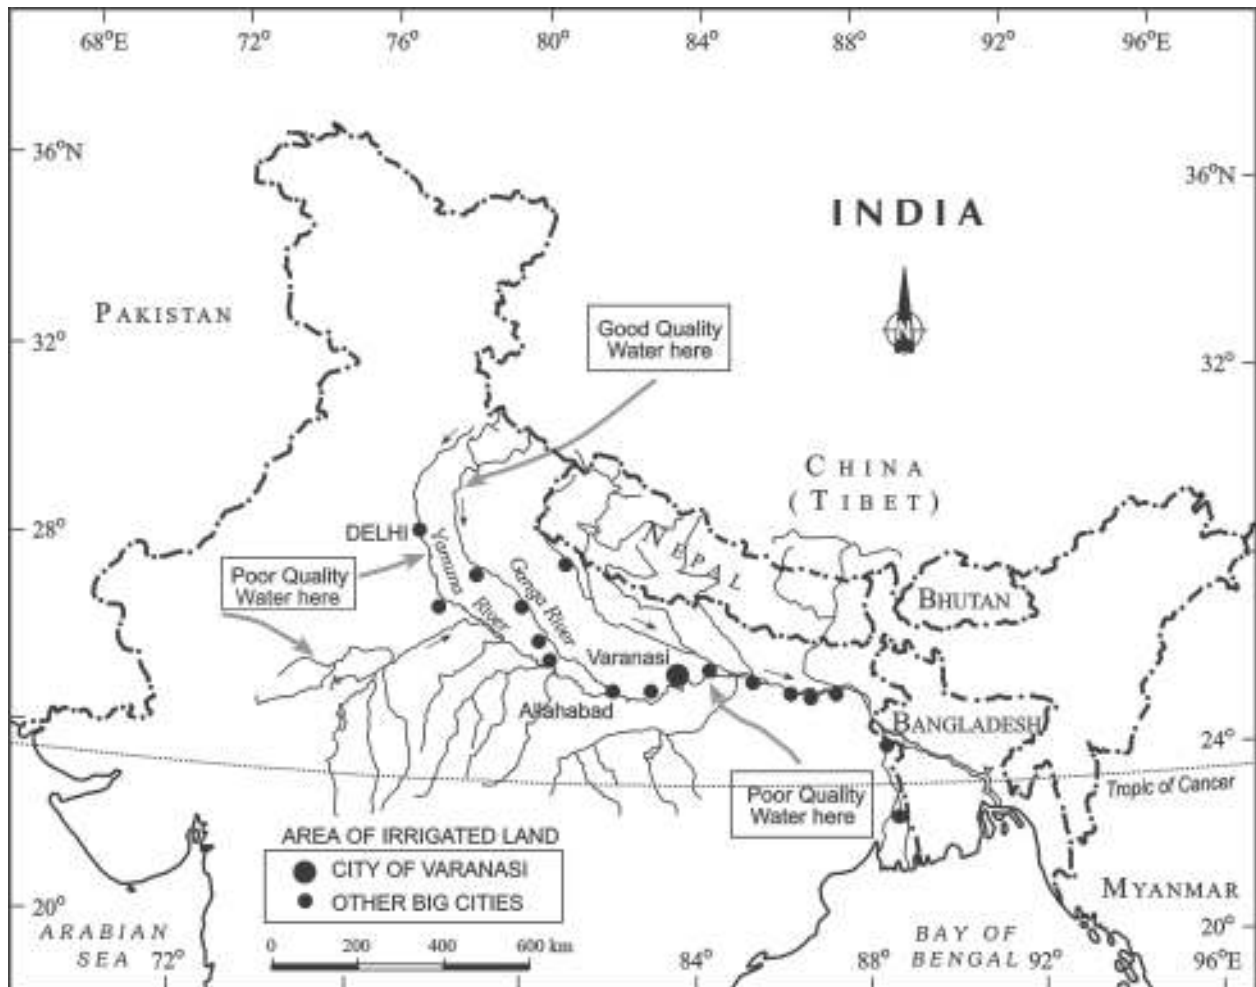 68°E 72° 76° 80° 84° 88° 92° 96°E
36°N
36°N
INDIA
PAKISTAN
Good Quality
Water here
32°
32°
CHINA
(TIBET)
28°
DELHI
NEPAL
Poor Quality
Water here
Yamuna River
Ganga River
BHUTAN
Varanasi
Allahabad
BANGLADESH
24°
Tropic of Cancer
Poor Quality
Water here
AREA OF IRRIGATED LAND
CITY OF VARANASI
OTHER BIG CITIES
MYANMAR
20°
20°
ARABIAN
SEA
0 200 400 600 km
BAY OF
BENGAL
72° 84° 88° 92° 96°E
N